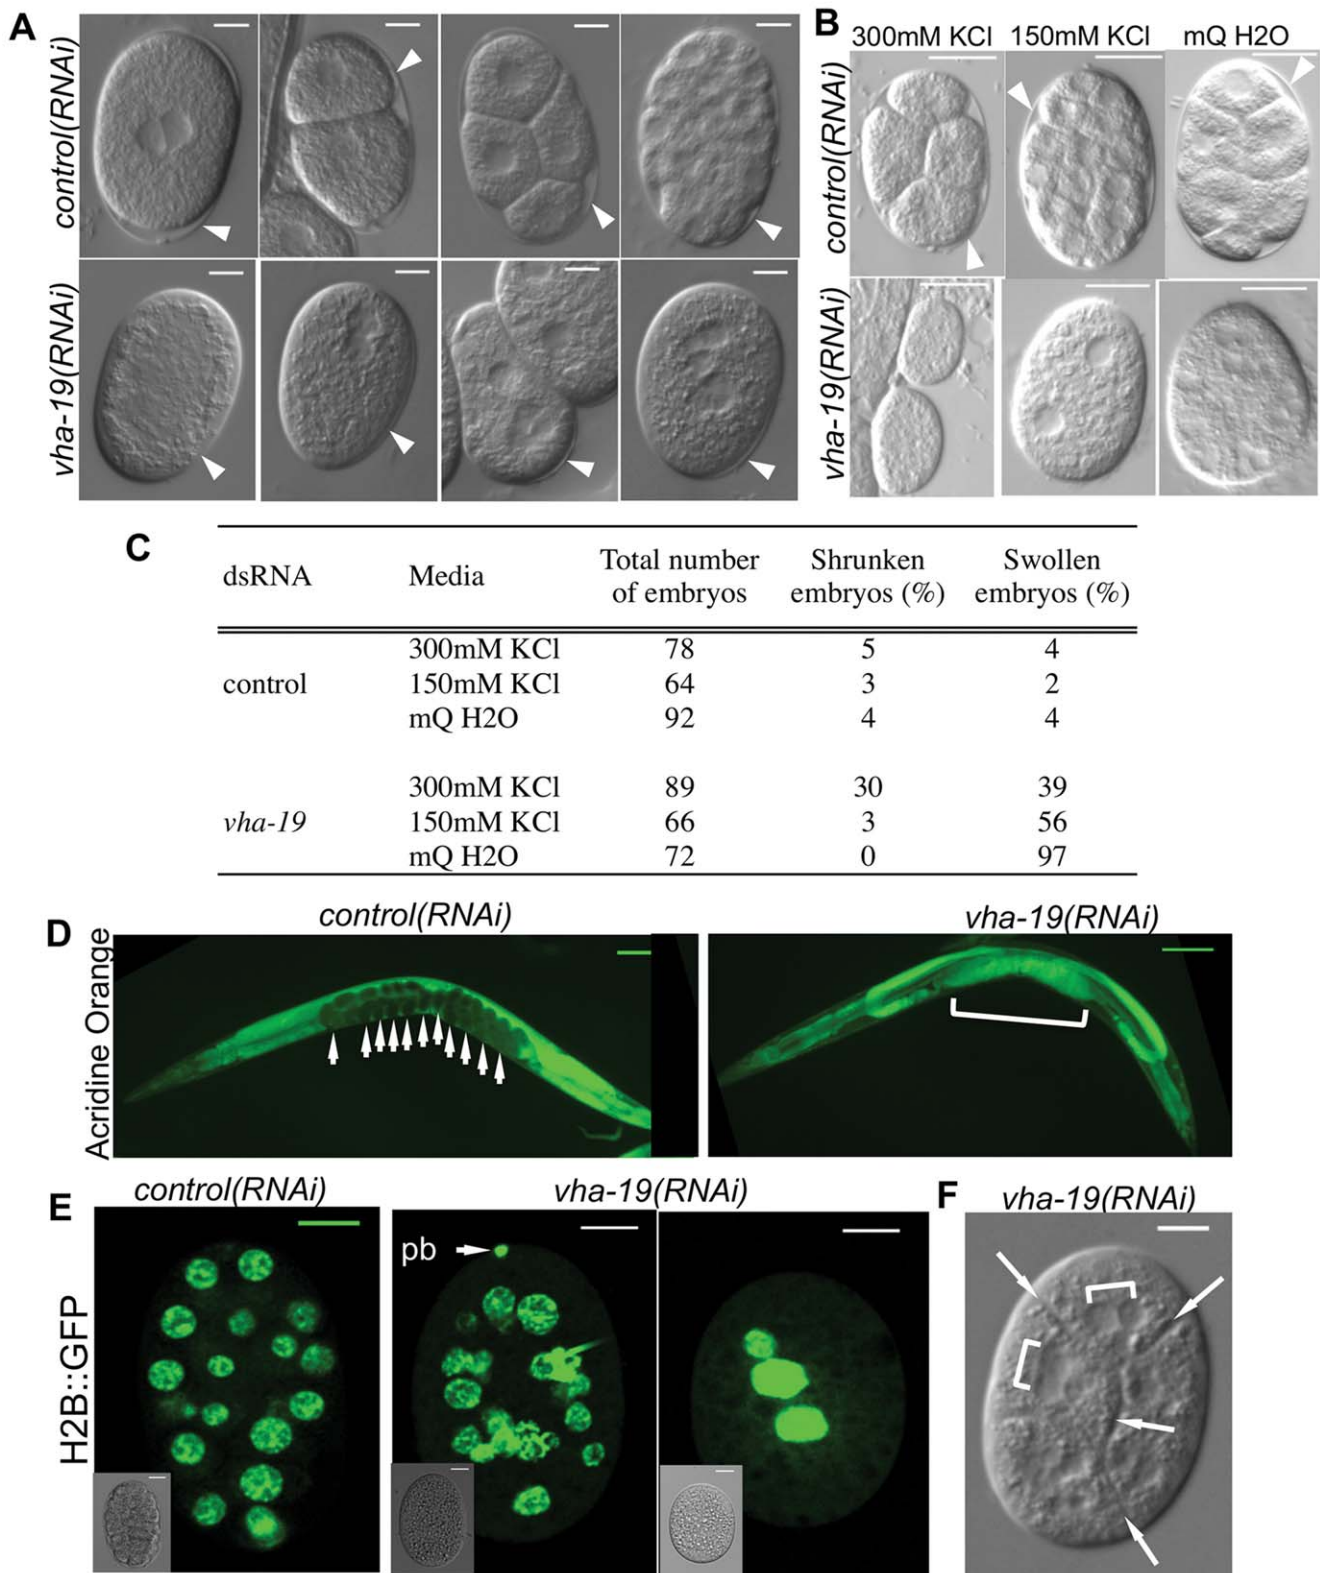 A
control(RNAi)
vha-19(RNAi)
B
300mM KCl 150mM KCl mQ H2O
control(RNAi)
vha-19(RNAi)
C
dsRNA Media Total number of embryos Shrunken embryos (%) Swollen embryos (%)
300mM KCl 78 5 4
control 150mM KCl 64 3 2
mQ H2O 92 4 4
300mM KCl 89 30 39
vha-19 150mM KCl 66 3 56
mQ H2O 72 0 97
D
control(RNAi) vha-19(RNAi)
Acridine Orange
E
control(RNAi) vha-19(RNAi)
pb
H2B::GFP
F
vha-19(RNAi)